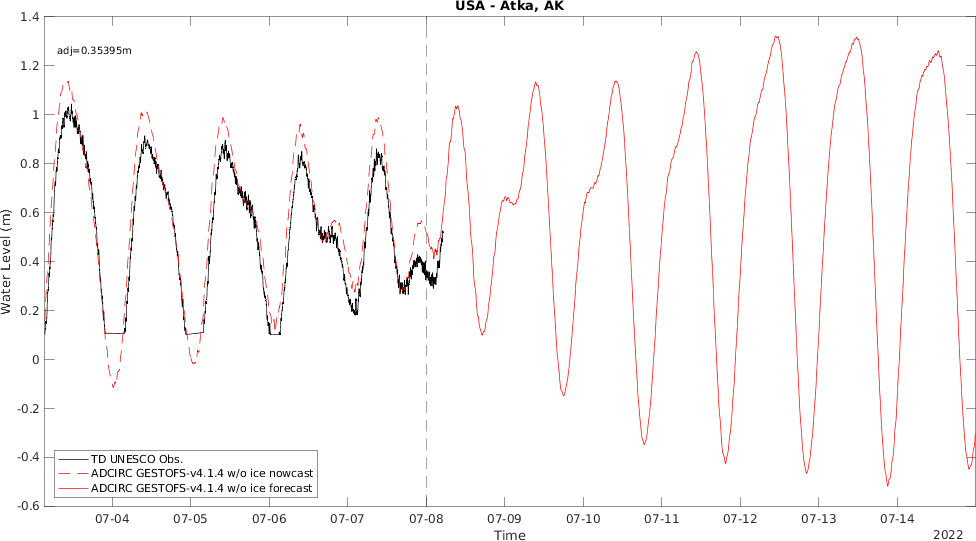 USA - Atka, AK
adj=0.35395m
1.4
1.2
1
0.8
0.6
0.4
0.2
0
-0.2
-0.4
-0.6
Water Level (m)
TD UNESCO Obs.
ADCIRC GESTOFS-v4.1.4 w/o ice nowcast
ADCIRC GESTOFS-v4.1.4 w/o ice forecast
07-04 07-05 07-06 07-07 07-08 07-09 07-10 07-11 07-12 07-13 07-14
Time
2022